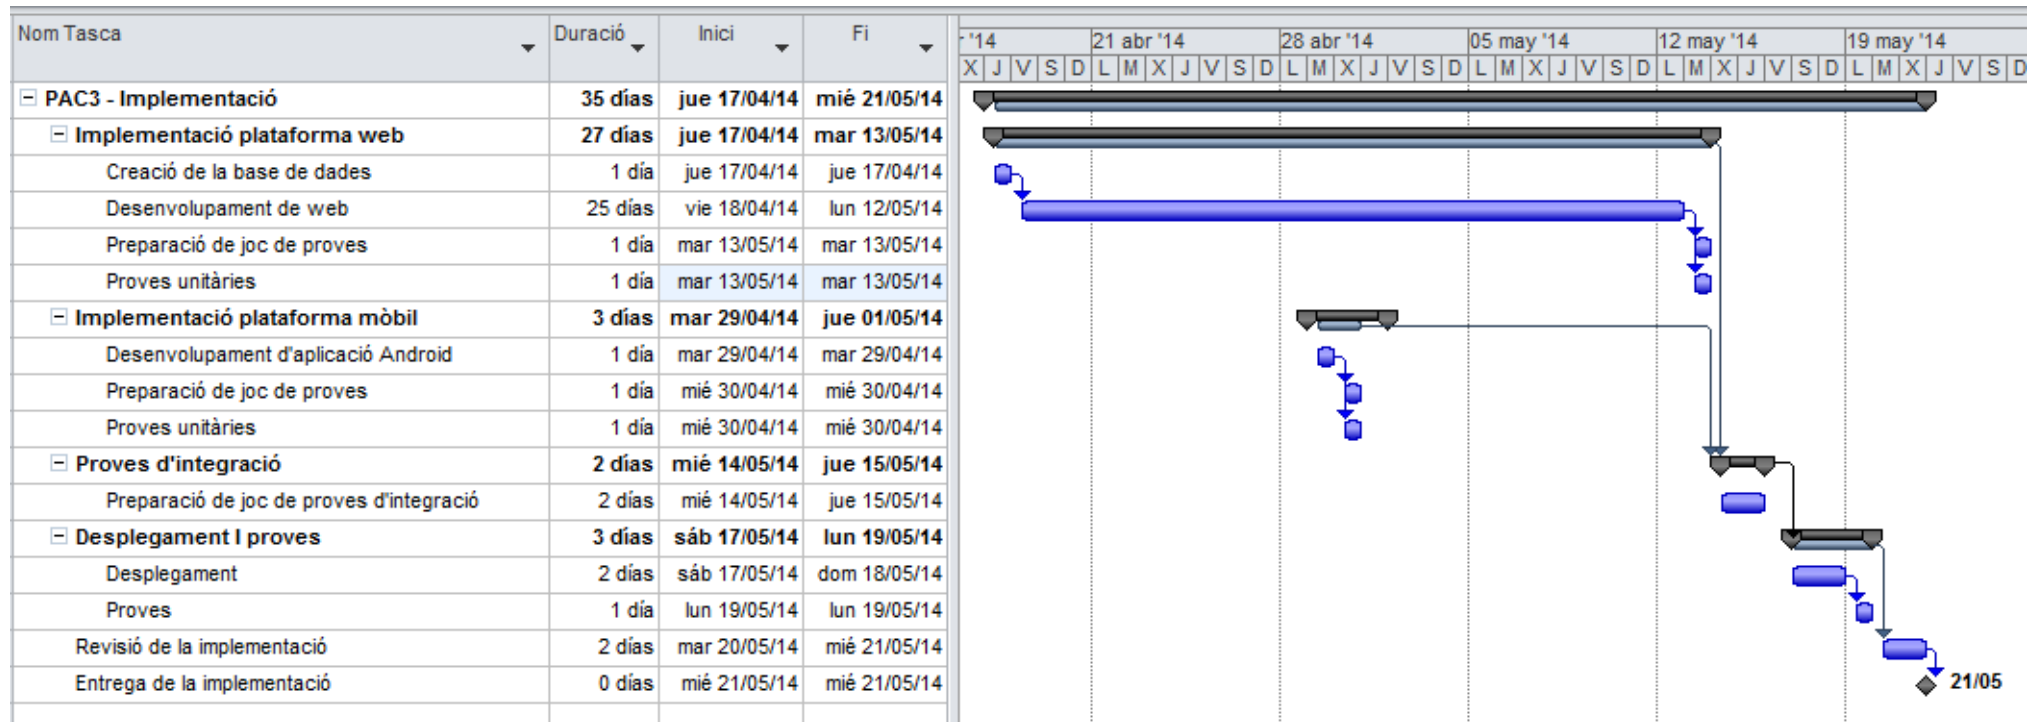 Nom Tasca Duració Inici Fi
r '14 21 abr '14 28 abr '14 05 may '14 12 may '14 19 may '14
X J V S D L M X J V S D L M X J V S D L M X J V S D L M X J V S D L M X J V S D
PAC3 - Implementació 35 días jue 17/04/14 mié 21/05/14
Implementació plataforma web 27 días jue 17/04/14 mar 13/05/14
Creació de la base de dades 1 día jue 17/04/14 jue 17/04/14
Desenvolupament de web 25 días vie 18/04/14 lun 12/05/14
Preparació de joc de proves 1 día mar 13/05/14 mar 13/05/14
Proves unitàries 1 día mar 13/05/14 mar 13/05/14
Implementació plataforma mòbil 3 días mar 29/04/14 jue 01/05/14
Desenvolupament d'aplicació Android 1 día mar 29/04/14 mar 29/04/14
Preparació de joc de proves 1 día mié 30/04/14 mié 30/04/14
Proves unitàries 1 día mié 30/04/14 mié 30/04/14
Proves d'integració 2 días mié 14/05/14 jue 15/05/14
Preparació de joc de proves d'integració 2 días mié 14/05/14 jue 15/05/14
Desplegament I proves 3 días sáb 17/05/14 lun 19/05/14
Desplegament 2 días sáb 17/05/14 dom 18/05/14
Proves 1 día lun 19/05/14 lun 19/05/14
Revisió de la implementació 2 días mar 20/05/14 mié 21/05/14
Entrega de la implementació 0 días mié 21/05/14 mié 21/05/14 21/05